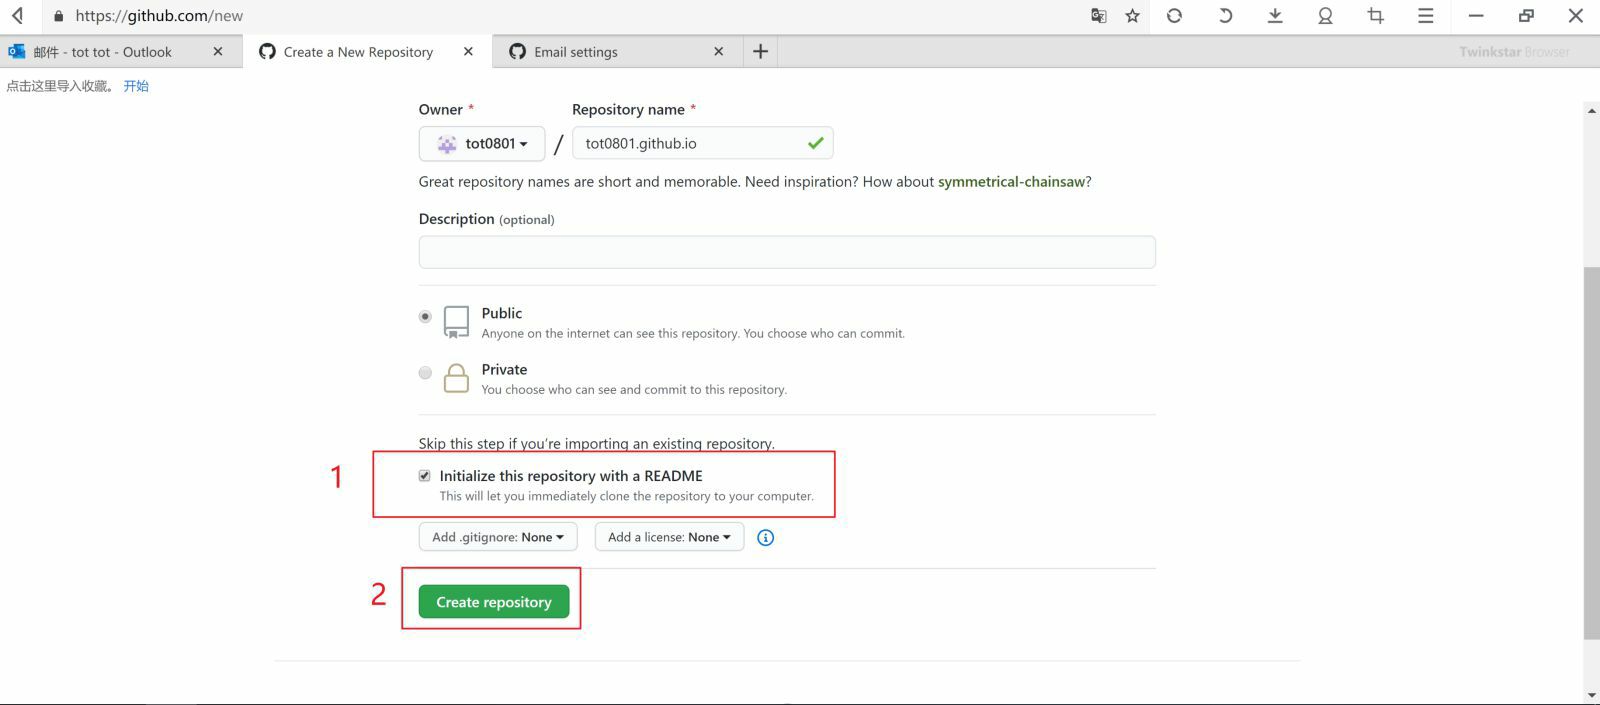 https://github.com/new
邮件 - tot tot - Outlook
Create a New Repository
Email settings
Twinkstar Browser
点击这里导入收藏。 开始
Owner *
Repository name *
tot0801
/
tot0801.github.io
Great repository names are short and memorable. Need inspiration? How about symmetrical-chainsaw?
Description (optional)
Public
Anyone on the internet can see this repository. You choose who can commit.
Private
You choose who can see and commit to this repository.
Skip this step if you're importing an existing repository.
1
Initialize this repository with a README
This will let you immediately clone the repository to your computer.
Add .gitignore: None
Add a license: None
2
Create repository